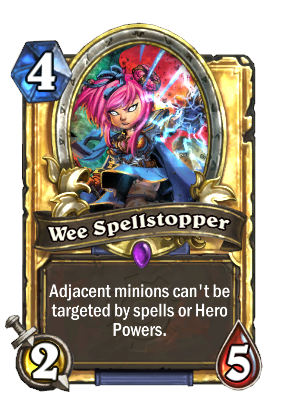 4
Wee Spellstopper
Adjacent minions can't be
targeted by spells or Hero
Powers.
2
5